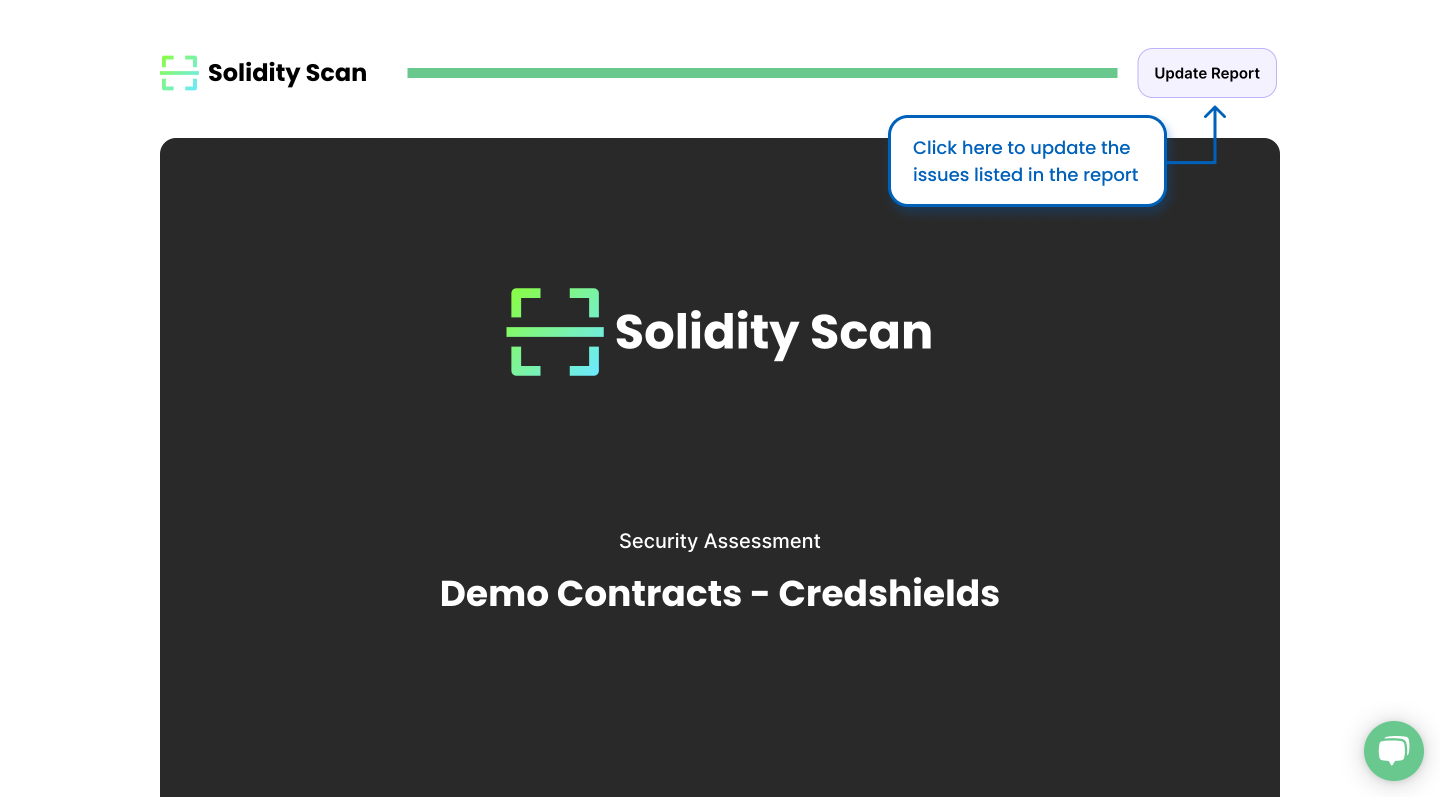 Solidity Scan
Update Report
Click here to update the
issues listed in the report
Solidity Scan
Security Assessment
Demo Contracts - Credshields